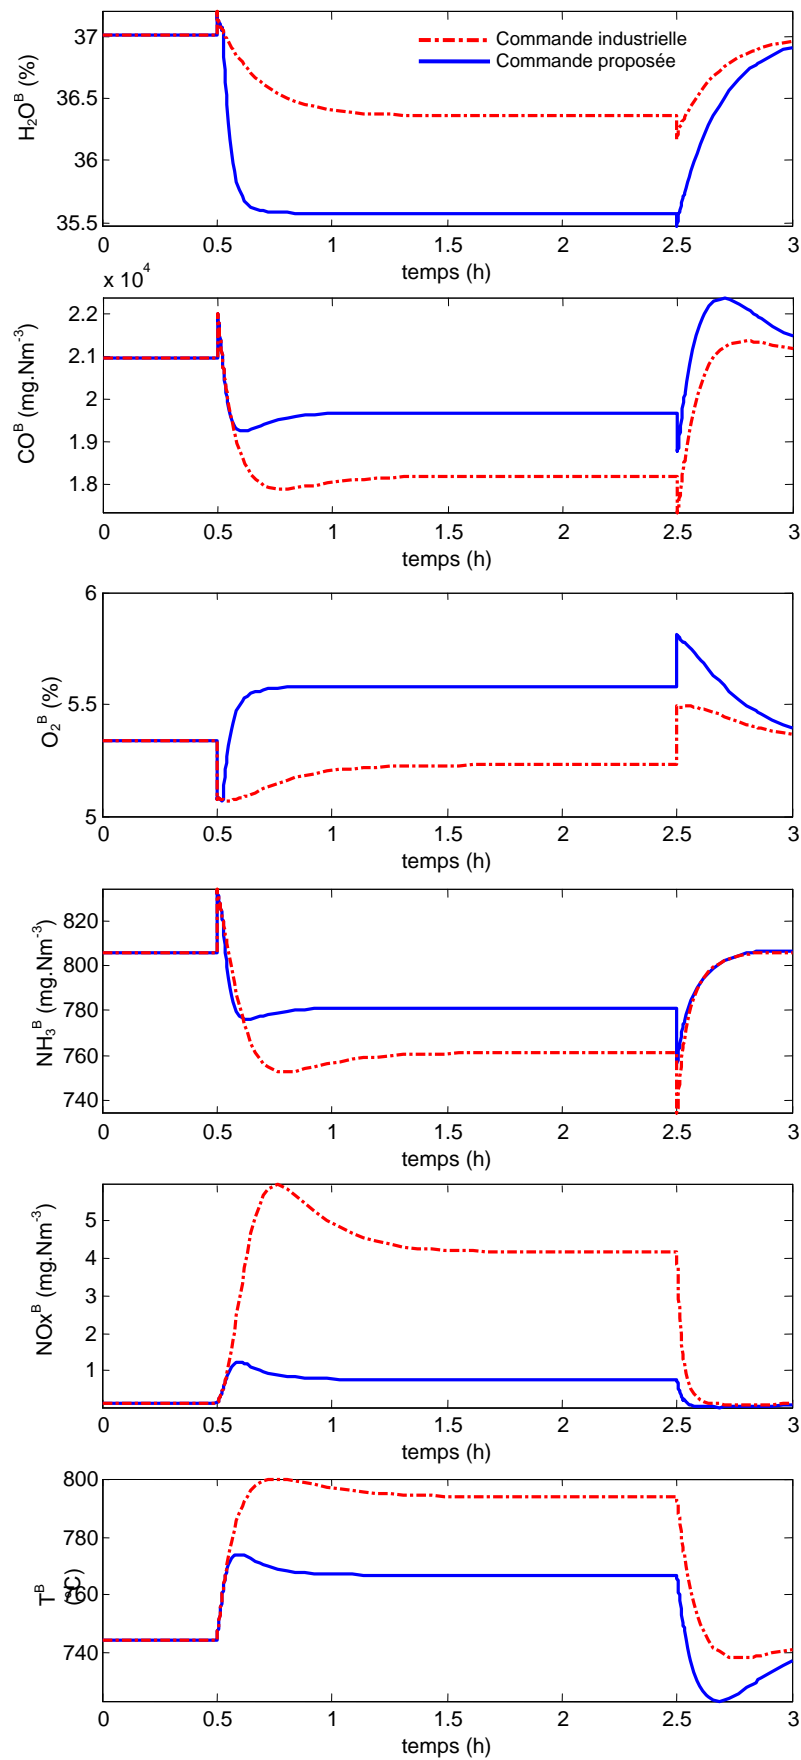 37
36.5
36
35.5
H₂Oᴮ (%)
Commande industrielle
Commande proposée
0 0.5 1 1.5 2 2.5 3
temps (h)
x 10⁴
2.2
2.1
2
1.9
1.8
COᴮ (mg.Nm⁻³)
0 0.5 1 1.5 2 2.5 3
temps (h)
6
5.5
5
O₂ᴮ (%)
0 0.5 1 1.5 2 2.5 3
temps (h)
820
800
780
760
740
NH₃ᴮ (mg.Nm⁻³)
0 0.5 1 1.5 2 2.5 3
temps (h)
5
4
3
2
1
NOxᴮ (mg.Nm⁻³)
0 0.5 1 1.5 2 2.5 3
temps (h)
800
780
760
740
Tᴮ
(°C)
0 0.5 1 1.5 2 2.5 3
temps (h)